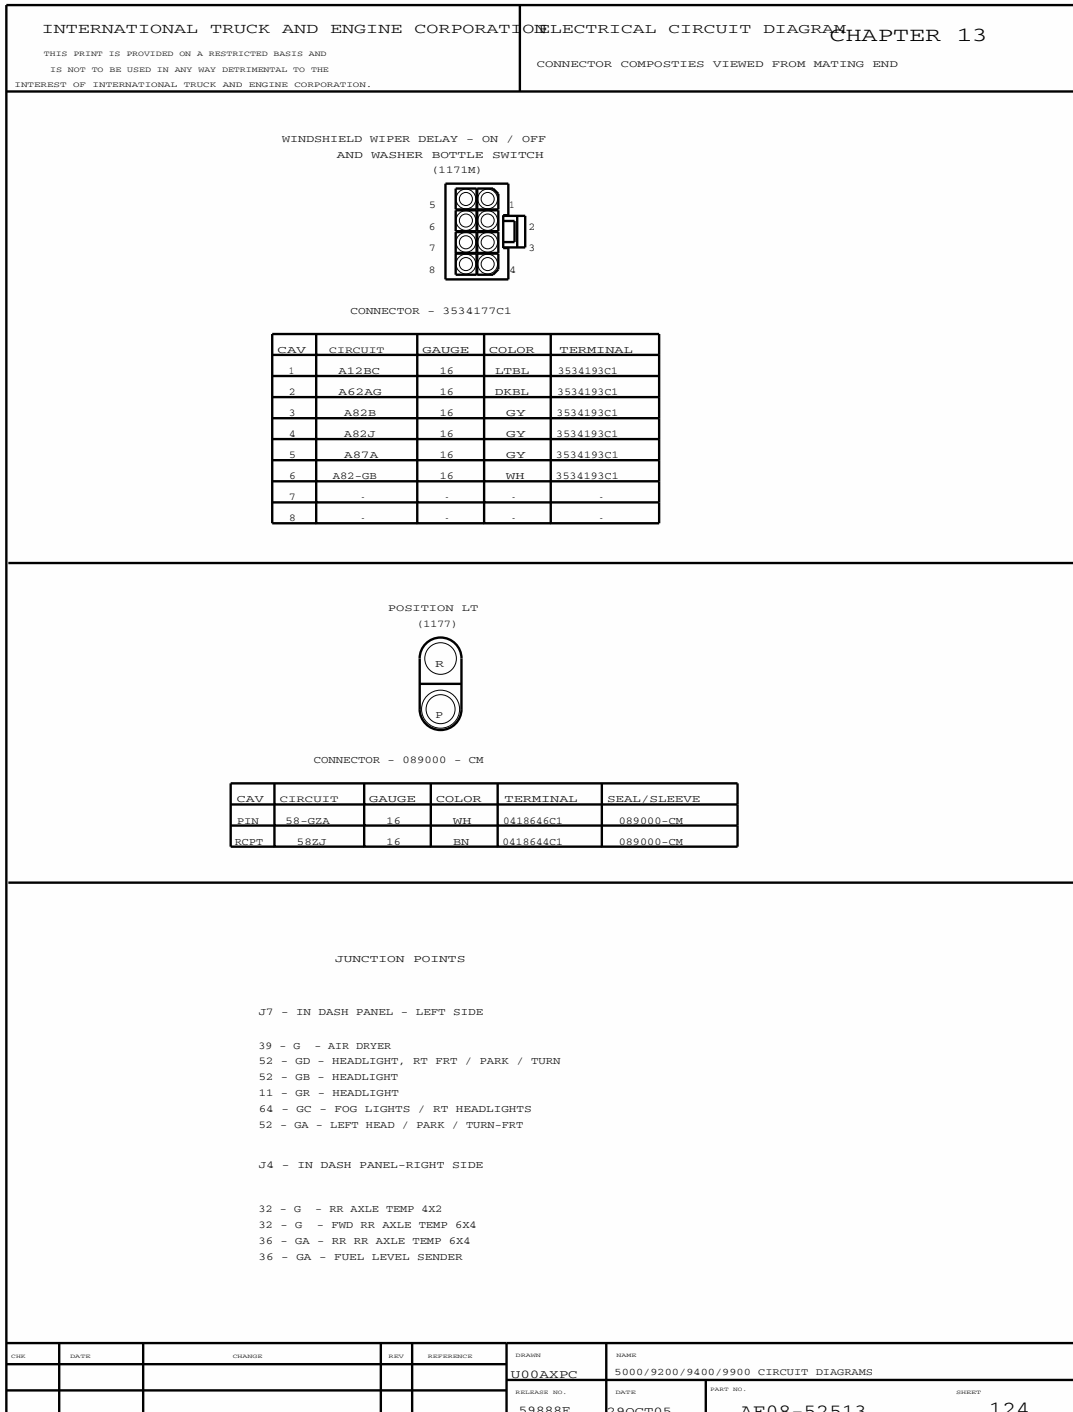 INTERNATIONAL TRUCK AND ENGINE CORPORATION
THIS PRINT IS PROVIDED ON A RESTRICTED BASIS AND
IS NOT TO BE USED IN ANY WAY DETRIMENTAL TO THE
INTEREST OF INTERNATIONAL TRUCK AND ENGINE CORPORATION.
ELECTRICAL CIRCUIT DIAGRAM
CHAPTER 13
CONNECTOR COMPOSTIES VIEWED FROM MATING END
WINDSHIELD WIPER DELAY - ON / OFF
AND WASHER BOTTLE SWITCH
(1171M)
5 1
6 2
7 3
8 4
CONNECTOR - 3534177C1
CAV CIRCUIT GAUGE COLOR TERMINAL
1 A12BC 16 LTBL 3534193C1
2 A62AG 16 DKBL 3534193C1
3 A82B 16 GY 3534193C1
4 A82J 16 GY 3534193C1
5 A87A 16 GY 3534193C1
6 A82-GB 16 WH 3534193C1
7 - - - -
8 - - - -
POSITION LT
(1177)
R
P
CONNECTOR - 089000 - CM
CAV CIRCUIT GAUGE COLOR TERMINAL SEAL/SLEEVE
PIN 58-GZA 16 WH 0418646C1 089000-CM
RCPT 58ZJ 16 BN 0418644C1 089000-CM
JUNCTION POINTS
J7 - IN DASH PANEL - LEFT SIDE
39 - G - AIR DRYER
52 - GD - HEADLIGHT, RT FRT / PARK / TURN
52 - GB - HEADLIGHT
11 - GR - HEADLIGHT
64 - GC - FOG LIGHTS / RT HEADLIGHTS
52 - GA - LEFT HEAD / PARK / TURN-FRT
J4 - IN DASH PANEL-RIGHT SIDE
32 - G - RR AXLE TEMP 4X2
32 - G - FWD RR AXLE TEMP 6X4
36 - GA - RR RR AXLE TEMP 6X4
36 - GA - FUEL LEVEL SENDER
CHK DATE CHANGE REV REFERENCE
DRAWN
U00AXPC
NAME
5000/9200/9400/9900 CIRCUIT DIAGRAMS
RELEASE NO.
59888F
DATE
29OCT05
PART NO.
AF08-52513
SHEET
124